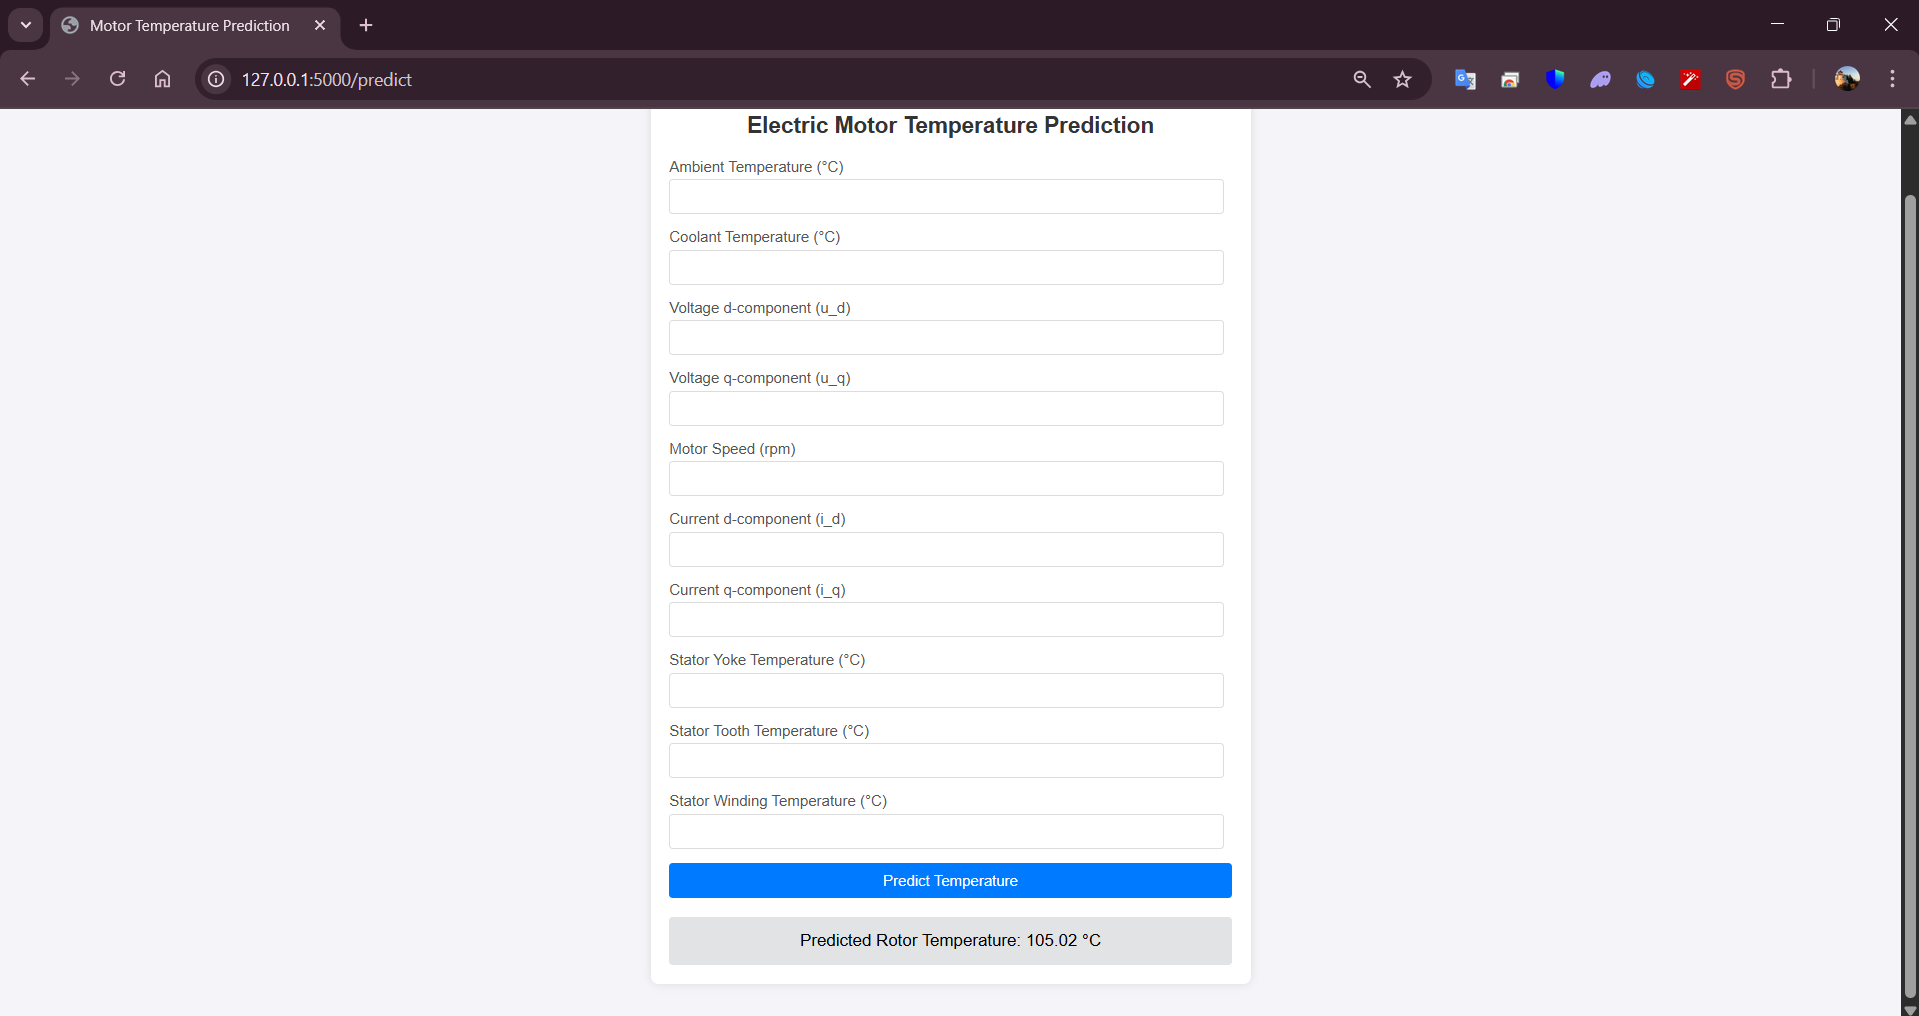 Motor Temperature Prediction
127.0.0.1:5000/predict
Electric Motor Temperature Prediction
Ambient Temperature (°C)
Coolant Temperature (°C)
Voltage d-component (u_d)
Voltage q-component (u_q)
Motor Speed (rpm)
Current d-component (i_d)
Current q-component (i_q)
Stator Yoke Temperature (°C)
Stator Tooth Temperature (°C)
Stator Winding Temperature (°C)
Predict Temperature
Predicted Rotor Temperature: 105.02 °C